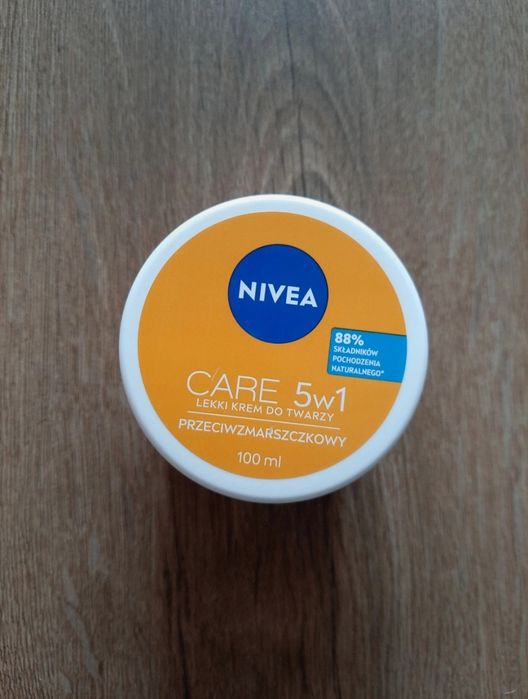 NIVEA
88%
SKŁADNIKÓW
POCHODZENIA
NATURALNEGO*
CARE 5w1
LEKKI KREM DO TWARZY
PRZECIWZMARSZCZKOWY
100 ml